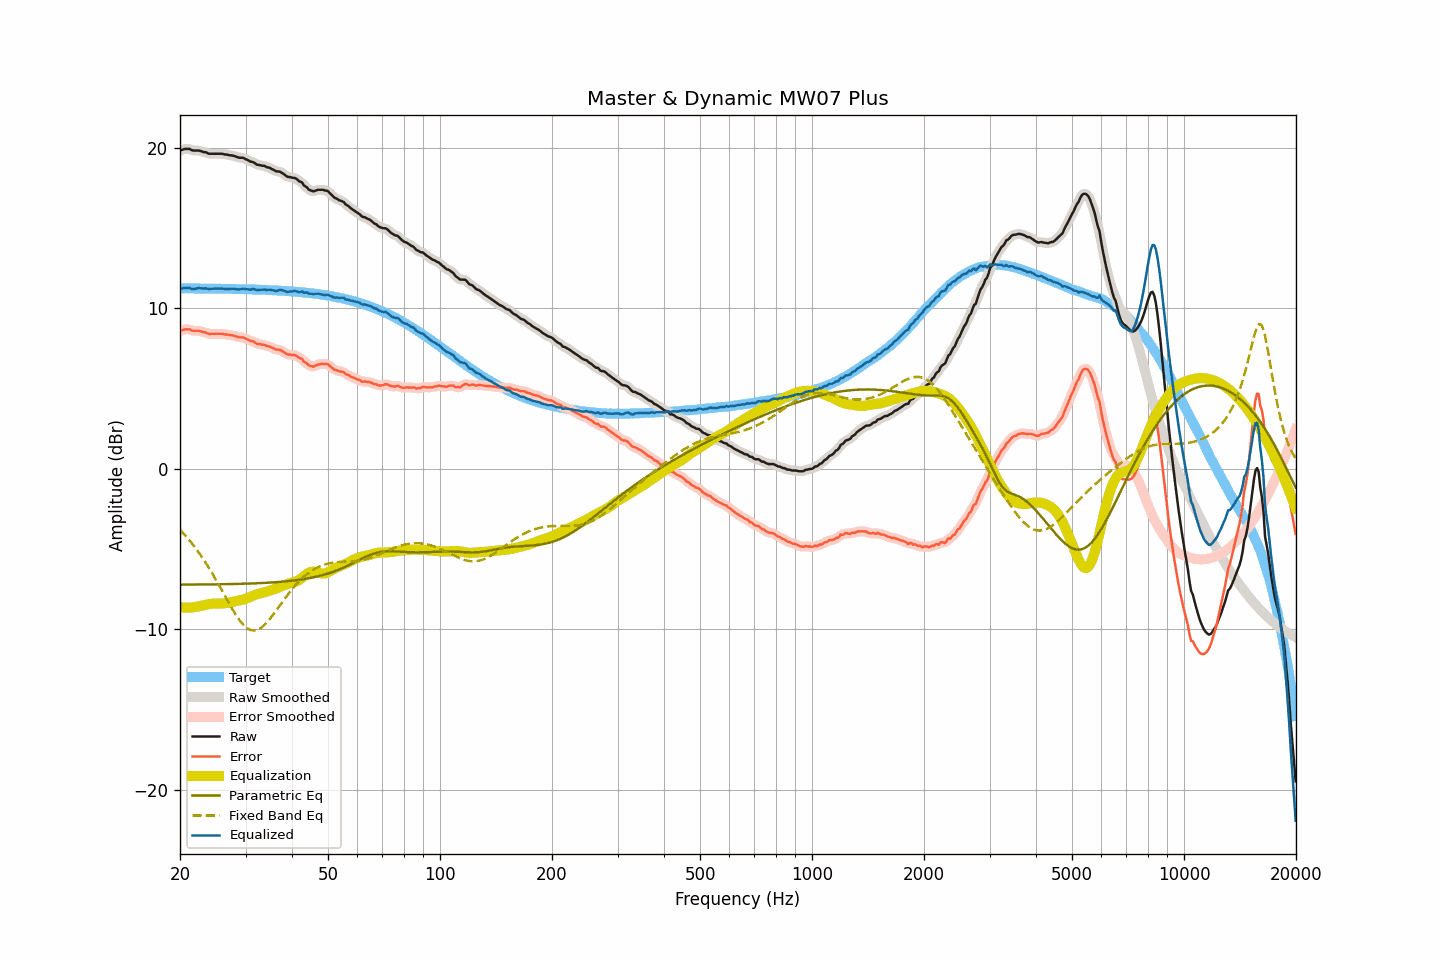 Master & Dynamic MW07 Plus
Amplitude (dBr)
20
10
0
−10
−20
Target
Raw Smoothed
Error Smoothed
Raw
Error
Equalization
Parametric Eq
Fixed Band Eq
Equalized
20 50 100 200 500 1000 2000 5000 10000 20000
Frequency (Hz)